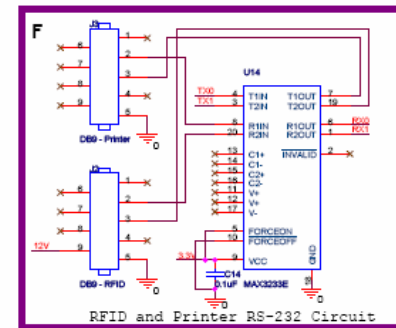 F
J3
6
1
7
2
8
3
9
4
5
DB9 - Printer
0
J2
6
1
7
2
8
3
12V
9
4
5
DB9 - RFID
0
U14
TX0 4 T1IN T1OUT 7
TX1 3 T2IN T2OUT 19
R1IN R1OUT 6 RX0
20 R2IN R2OUT 1 RX1
13 C1+ INVALID 2
14 C1-
15 C2+
16 C2-
11 V+
12 V+
17 V-
5 FORCEON
10 FORCEOFF
3.3V 9 VCC GND
C14
0.1uF MAX3233E 18
0
0
RFID and Printer RS-232 Circuit